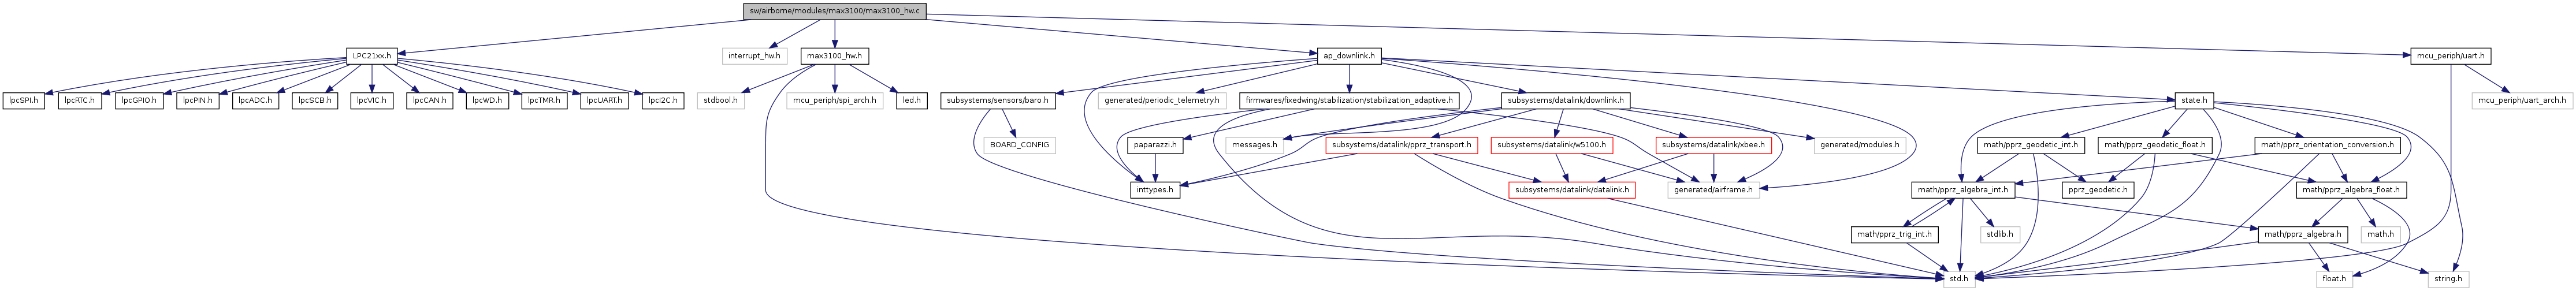 sw/airborne/modules/max3100/max3100_hw.c
LPC21xx.h
interrupt_hw.h
max3100_hw.h
ap_downlink.h
mcu_periph/uart.h
lpcSPI.h
lpcRTC.h
lpcGPIO.h
lpcPIN.h
lpcADC.h
lpcSCB.h
lpcVIC.h
lpcCAN.h
lpcWD.h
lpcTMR.h
lpcUART.h
lpcI2C.h
stdbool.h
mcu_periph/spi_arch.h
led.h
subsystems/sensors/baro.h
generated/periodic_telemetry.h
firmwares/fixedwing/stabilization/stabilization_adaptive.h
subsystems/datalink/downlink.h
state.h
mcu_periph/uart_arch.h
BOARD_CONFIG
paparazzi.h
messages.h
subsystems/datalink/pprz_transport.h
subsystems/datalink/w5100.h
subsystems/datalink/xbee.h
generated/modules.h
math/pprz_geodetic_int.h
math/pprz_geodetic_float.h
math/pprz_orientation_conversion.h
inttypes.h
subsystems/datalink/datalink.h
generated/airframe.h
math/pprz_algebra_int.h
pprz_geodetic.h
math/pprz_algebra_float.h
math/pprz_trig_int.h
stdlib.h
math/pprz_algebra.h
math.h
std.h
float.h
string.h